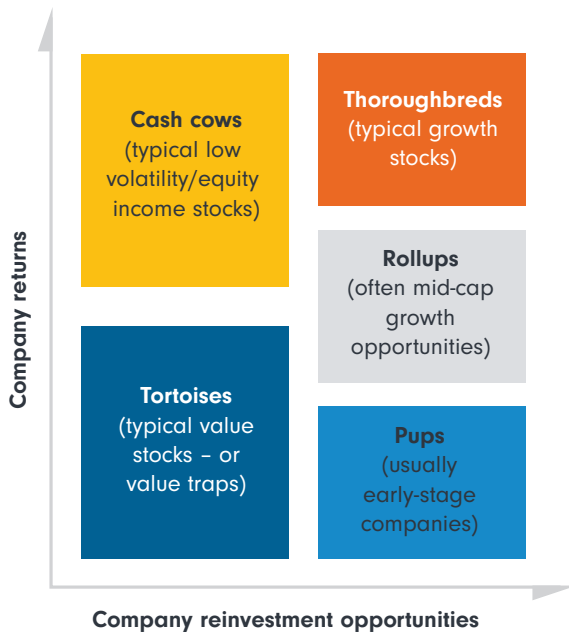 Company returns
Cash cows
(typical low
volatility/equity
income stocks)
Thoroughbreds
(typical growth
stocks)
Rollups
(often mid-cap
growth
opportunities)
Tortoises
(typical value
stocks – or
value traps)
Pups
(usually
early-stage
companies)
Company reinvestment opportunities